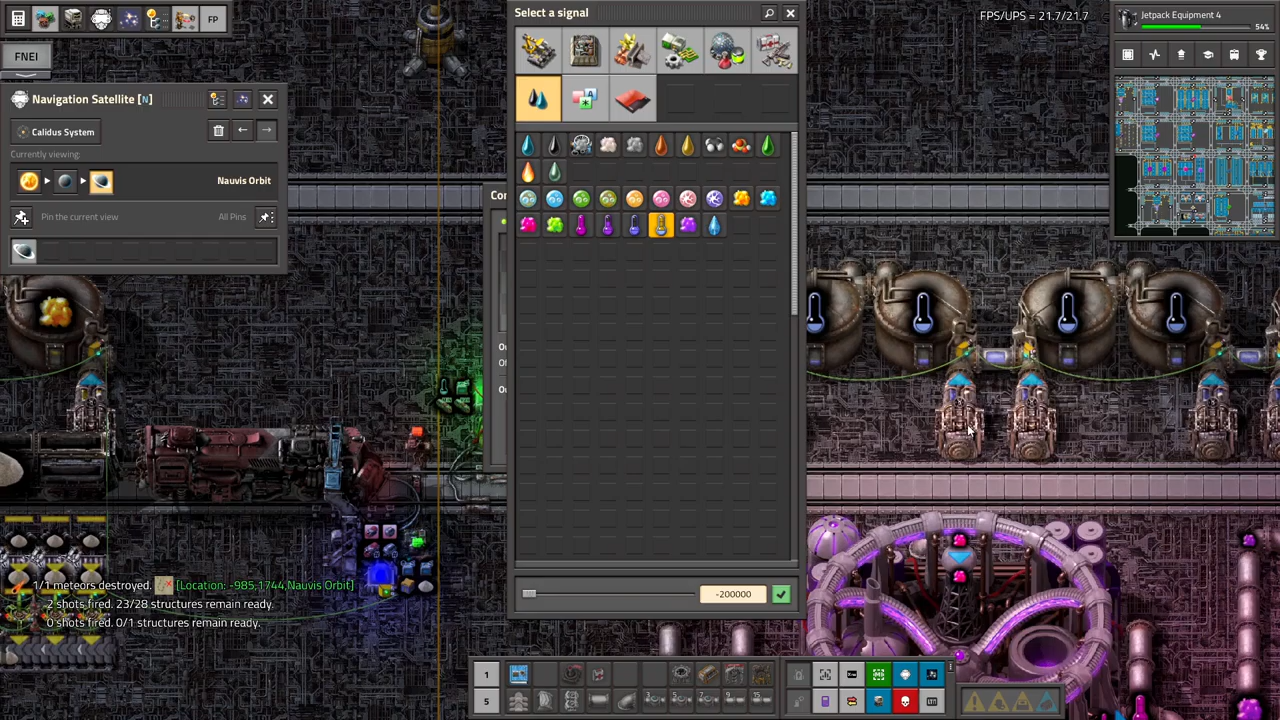 FP
FNEI
Navigation Satellite [N]
Calidus System
Currently viewing:
Nauvis Orbit
Pin the current view
All Pins
Select a signal
-200000
FPS/UPS = 21.7/21.7
Jetpack Equipment 4
54%
1/1 meteors destroyed. [Location: -985,1744,Nauvis Orbit]
2 shots fired. 23/28 structures remain ready.
0 shots fired. 0/1 structures remain ready.
1
5